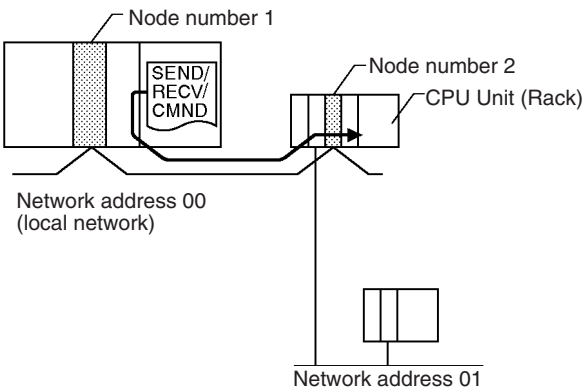 Node number 1
SEND/
RECV/
CMND
Node number 2
CPU Unit (Rack)
Network address 00
(local network)
Network address 01